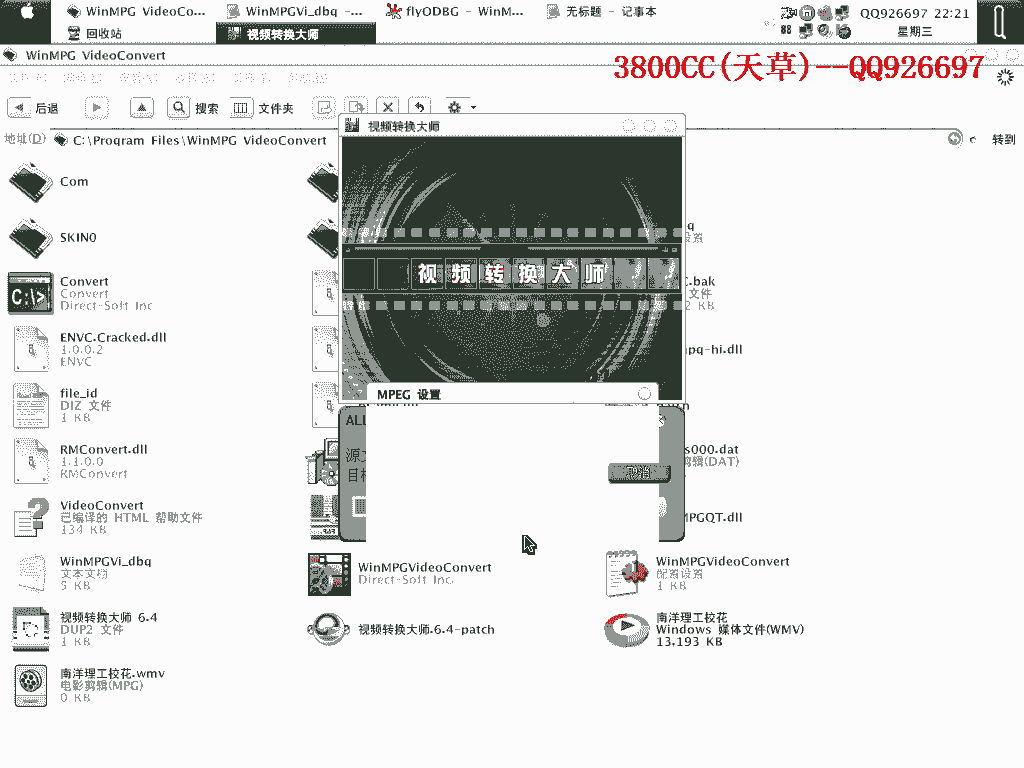 WinMPG VideoCo...
WinMPGVi_dbq -...
flyODBG - WinM...
无标题 - 记事本
QQ926697 22:21
回收站
视频转换大师
星期三
WinMPG VideoConvert
3800CC(天草)--QQ926697
后退
搜索
文件夹
视频转换大师
地址(D)
C:\Program Files\WinMPG VideoConvert
转到
Com
SKIN0
视频转换大师
Convert
Convert
Direct-Soft Inc
.bak
文件
2 KB
ENVC.Cracked.dll
1.0.0.2
ENVC
pq-hi.dll
file_id
DIZ 文件
1 KB
MPEG 设置
ALL
源文
目标
取消
RMConvert.dll
1.1.0.0
RMConvert
s000.dat
剪辑(DAT)
VideoConvert
已编译的 HTML 帮助文件
134 KB
MPGQT.dll
WinMPGVi_dbq
文本文档
5 KB
WinMPGVideoConvert
Direct-Soft Inc.
WinMPGVideoConvert
配置设置
1 KB
视频转换大师 6.4
DUP2 文件
1 KB
视频转换大师.6.4-patch
南洋理工校花
Windows 媒体文件(WMV)
13,193 KB
南洋理工校花.wmv
电影剪辑(MPG)
0 KB